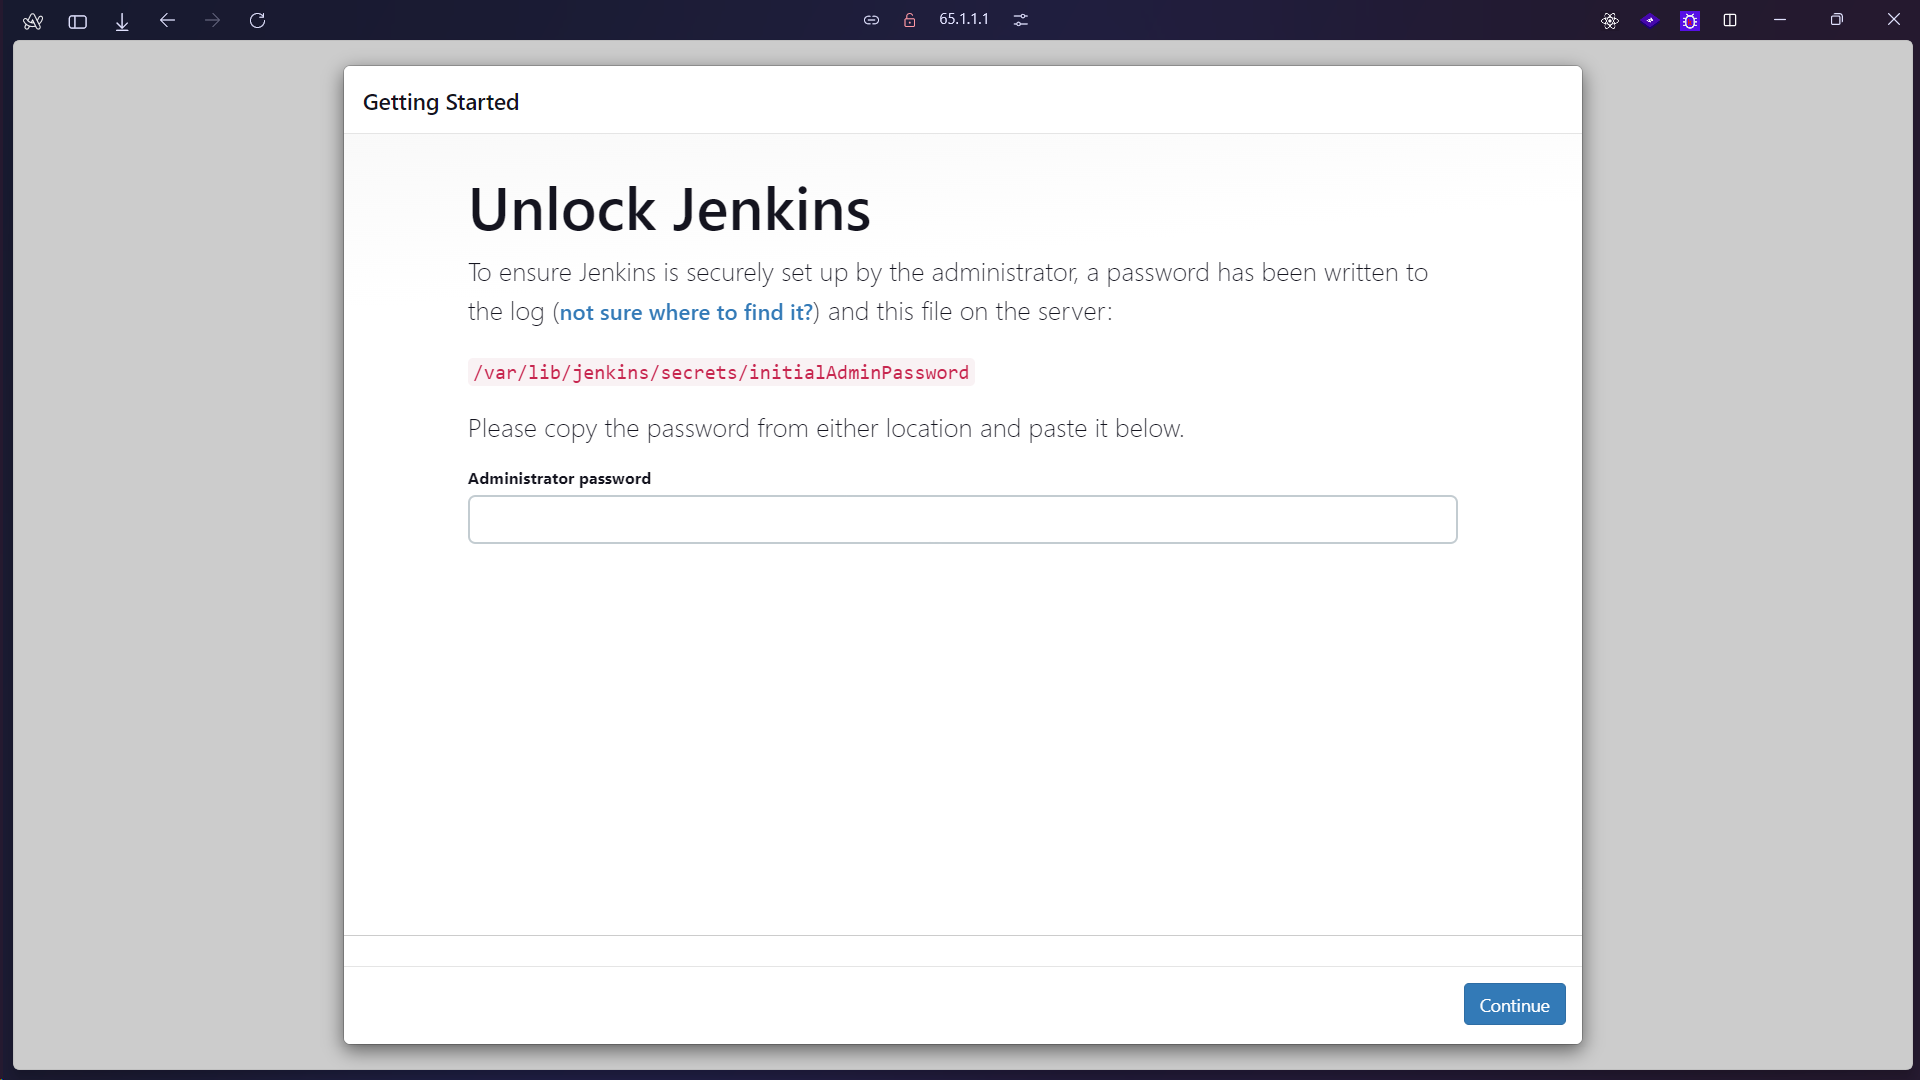 65.1.1.1
Getting Started
Unlock Jenkins
To ensure Jenkins is securely set up by the administrator, a password has been written to
the log (not sure where to find it?) and this file on the server:
/var/lib/jenkins/secrets/initialAdminPassword
Please copy the password from either location and paste it below.
Administrator password
Continue